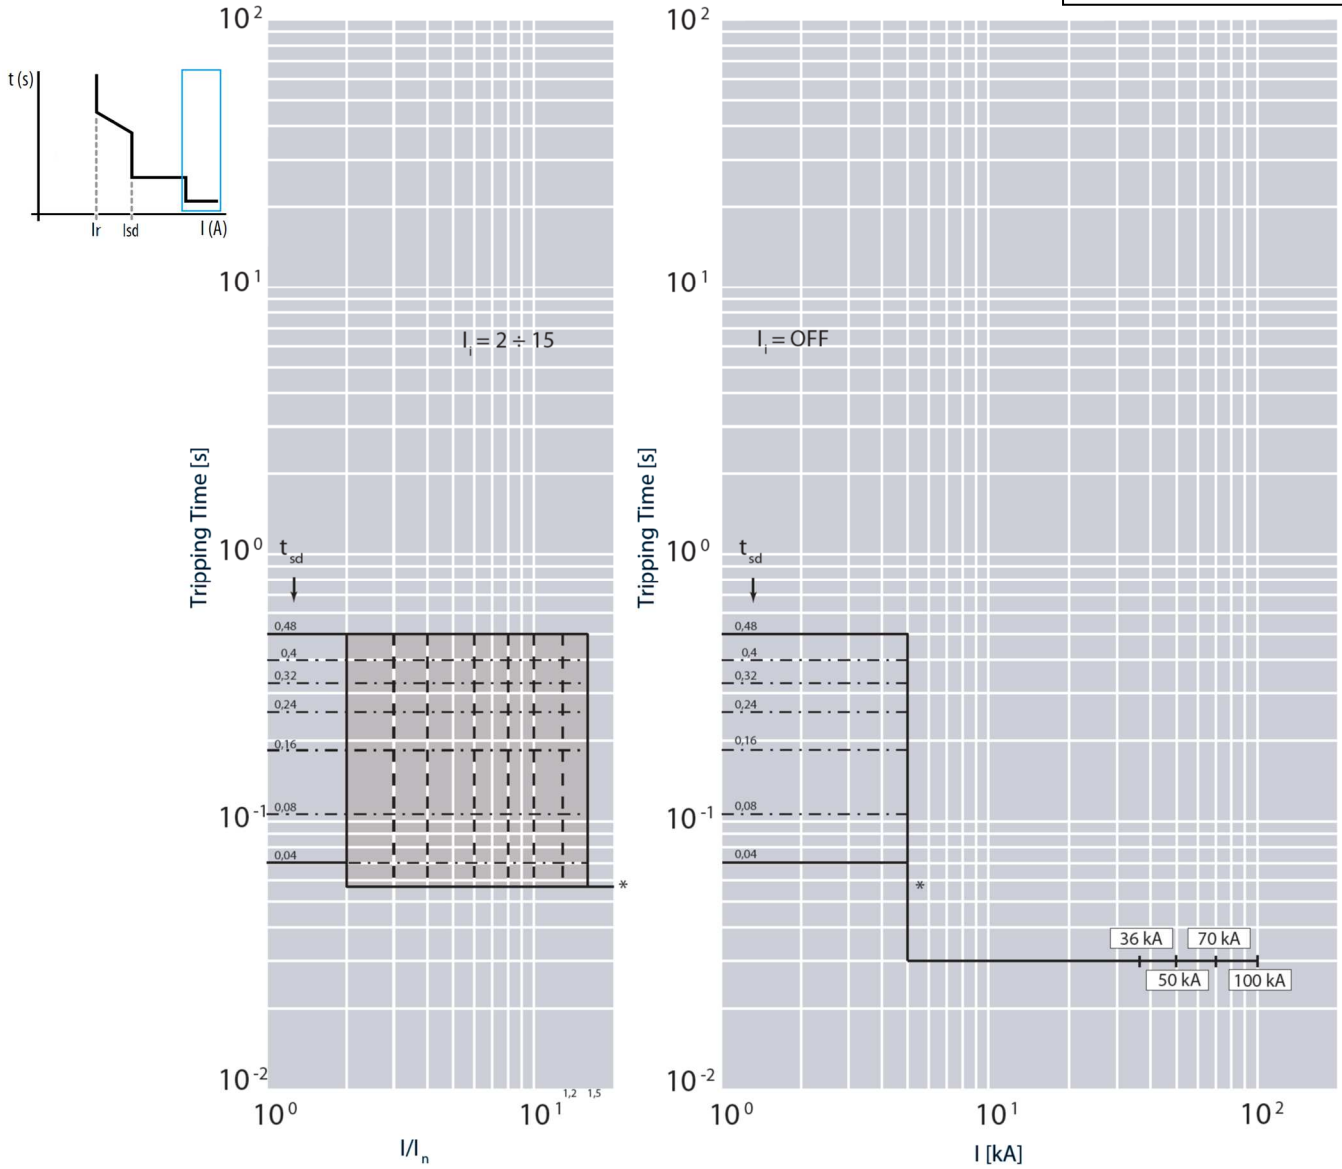 t (s)
Ir
Isd
I (A)
10²
10¹
10⁰
10⁻¹
10⁻²
Tripping Time [s]
Iᵢ = 2 ÷ 15
t sd
0,48
0,4
0,32
0,24
0,16
0,08
0,04
*
10⁰
10¹
1,2
1,5
I/Iₙ
10²
10¹
10⁰
10⁻¹
10⁻²
Tripping Time [s]
Iᵢ = OFF
t sd
0,48
0,4
0,32
0,24
0,16
0,08
0,04
*
36 kA
70 kA
50 kA
100 kA
10⁰
10¹
10²
I [kA]